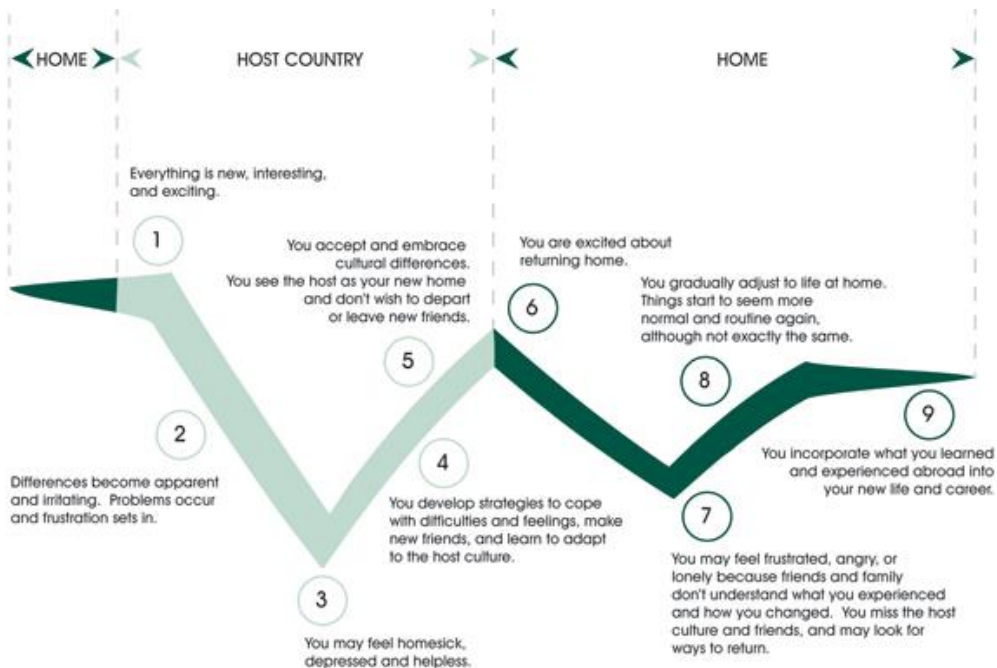 HOME
HOST COUNTRY
HOME
Everything is new, interesting,
and exciting.
1
2
Differences become apparent
and irritating. Problems occur
and frustration sets in.
3
You may feel homesick,
depressed and helpless.
4
You develop strategies to cope
with difficulties and feelings, make
new friends, and learn to adapt
to the host culture.
You accept and embrace
cultural differences.
You see the host as your new home
and don't wish to depart
or leave new friends.
5
You are excited about
returning home.
6
7
You may feel frustrated, angry, or
lonely because friends and family
don't understand what you experienced
and how you changed. You miss the host
culture and friends, and may look for
ways to return.
You gradually adjust to life at home.
Things start to seem more
normal and routine again,
although not exactly the same.
8
9
You incorporate what you learned
and experienced abroad into
your new life and career.